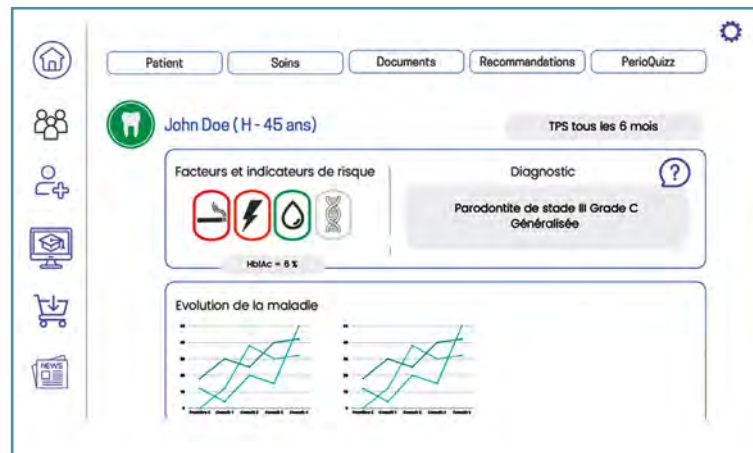 Patient
Soins
Documents
Recommandations
PerioQuizz
John Doe ( H - 45 ans)
TPS tous les 6 mois
Facteurs et indicateurs de risque
Diagnostic
?
Parodontite de stade III Grade C
Généralisée
HbIAc = 6 %
Evolution de la maladie
NEWS